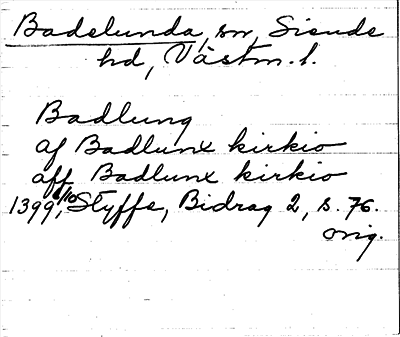 Badelunda, sn, Siende
hd, Västm. l.
Badlung
af Badlunx kirkio
aff Badlunx kirkio
1399, 6/10 Styffe, Bidrag 2, s. 76.
orig.